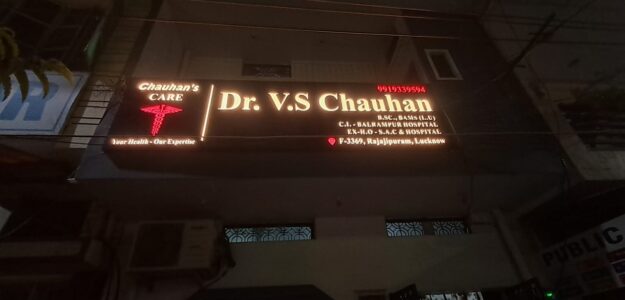 Chauhan's
CARE
Your Health - Our Expertise
9919339594
Dr. V.S Chauhan
B.SC., BAMS (L.U)
C.I. - BALRAMPUR HOSPITAL
EX-H.O - S.A.C & HOSPITAL
F-3369, Rajajipuram, Lucknow
PUBLIC